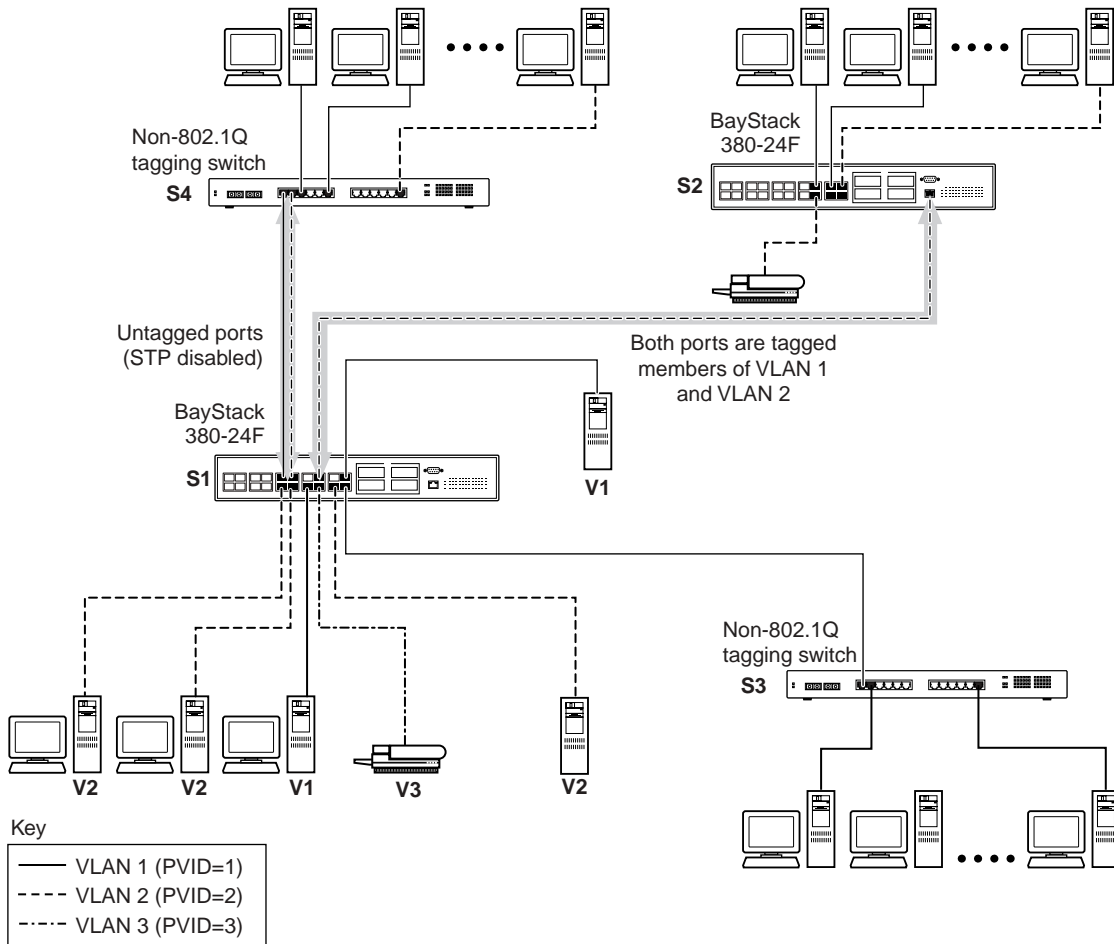 Non-802.1Q
tagging switch
S4
BayStack
380-24F
S2
Untagged ports
(STP disabled)
Both ports are tagged
members of VLAN 1
and VLAN 2
BayStack
380-24F
S1
V1
Non-802.1Q
tagging switch
S3
V2
V2
V1
V3
V2
Key
VLAN 1 (PVID=1)
VLAN 2 (PVID=2)
VLAN 3 (PVID=3)